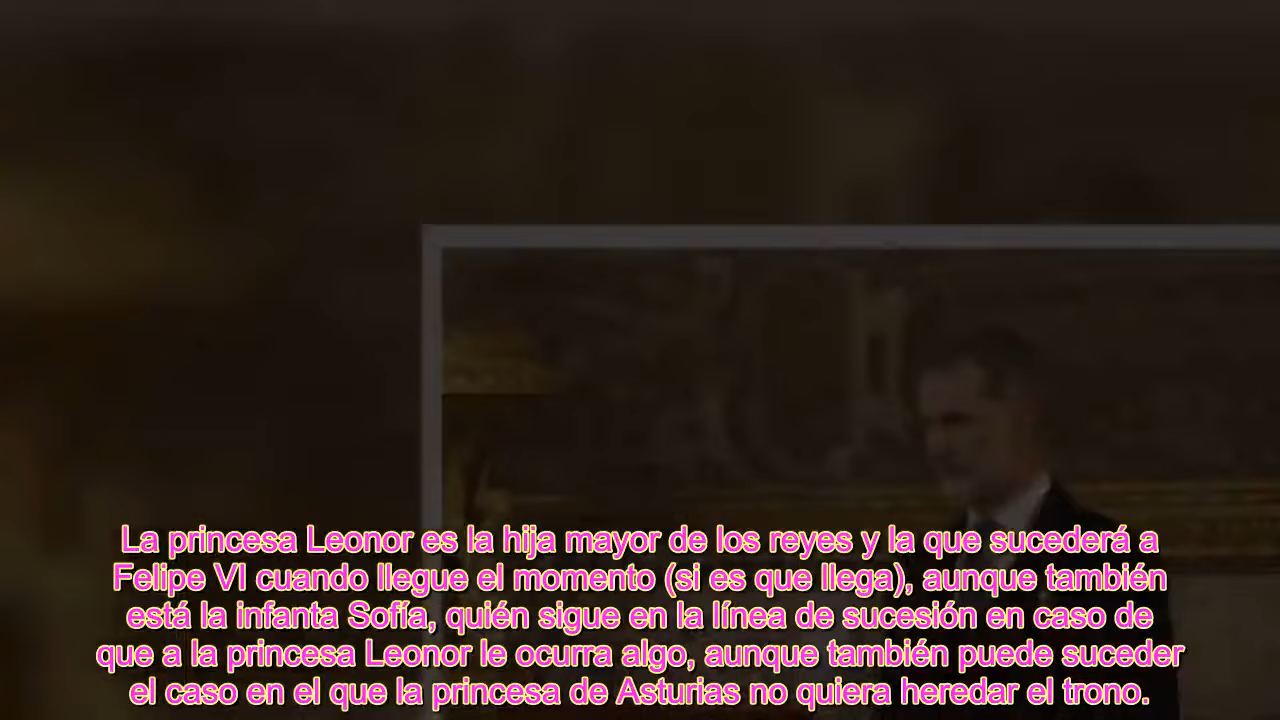 La princesa Leonor es la hija mayor de los reyes y la que sucederá a
Felipe VI cuando llegue el momento (si es que llega), aunque también
está la infanta Sofía, quién sigue en la línea de sucesión en caso de
que a la princesa Leonor le ocurra algo, aunque también puede suceder
el caso en el que la princesa de Asturias no quiera heredar el trono.